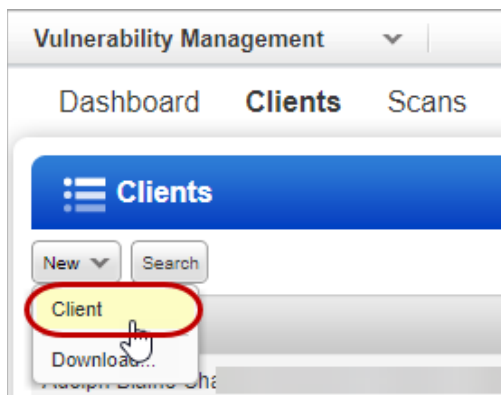 Vulnerability Management
Dashboard Clients Scans
Clients
New Search
Client
Download...